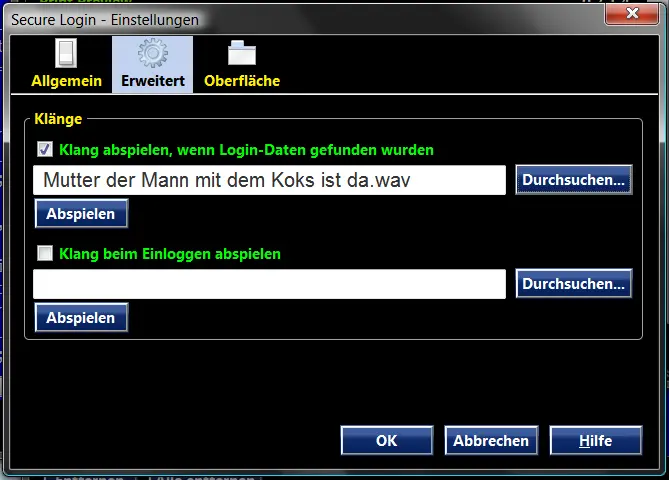 Secure Login - Einstellungen
Allgemein Erweitert Oberfläche
Klänge
Klang abspielen, wenn Login-Daten gefunden wurden
Mutter der Mann mit dem Koks ist da.wav Durchsuchen...
Abspielen
Klang beim Einloggen abspielen
Durchsuchen...
Abspielen
OK Abbrechen Hilfe